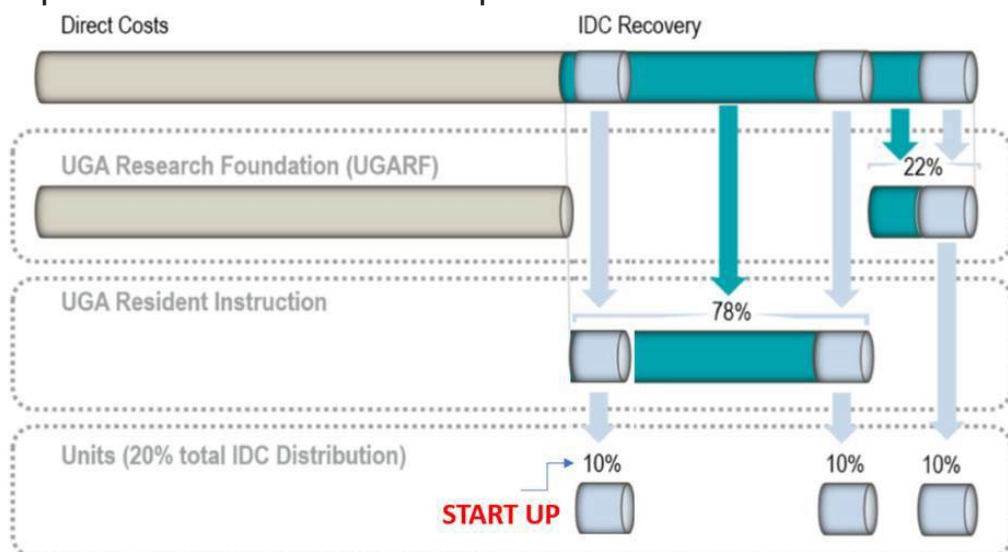 Direct Costs
IDC Recovery
UGA Research Foundation (UGARF)
22%
UGA Resident Instruction
78%
Units (20% total IDC Distribution)
10%
10%
10%
START UP